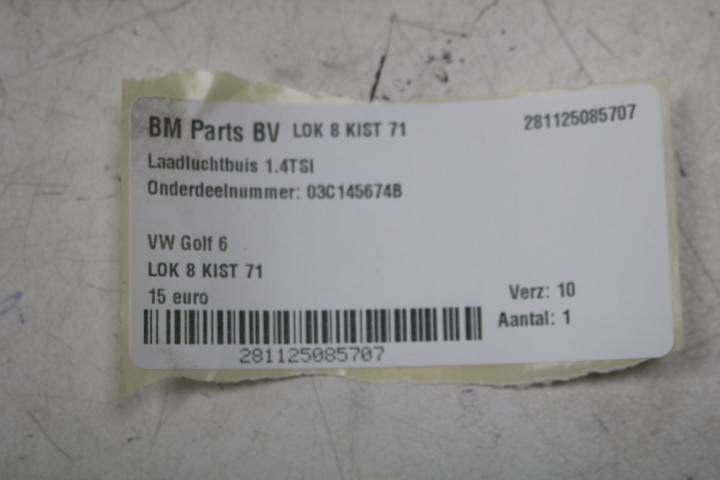 BM Parts BV LOK 8 KIST 71 281125085707
Laadluchtbuis 1.4TSI
Onderdeelnummer: 03C145674B
VW Golf 6
LOK 8 KIST 71
15 euro Verz: 10
Aantal: 1
281125085707